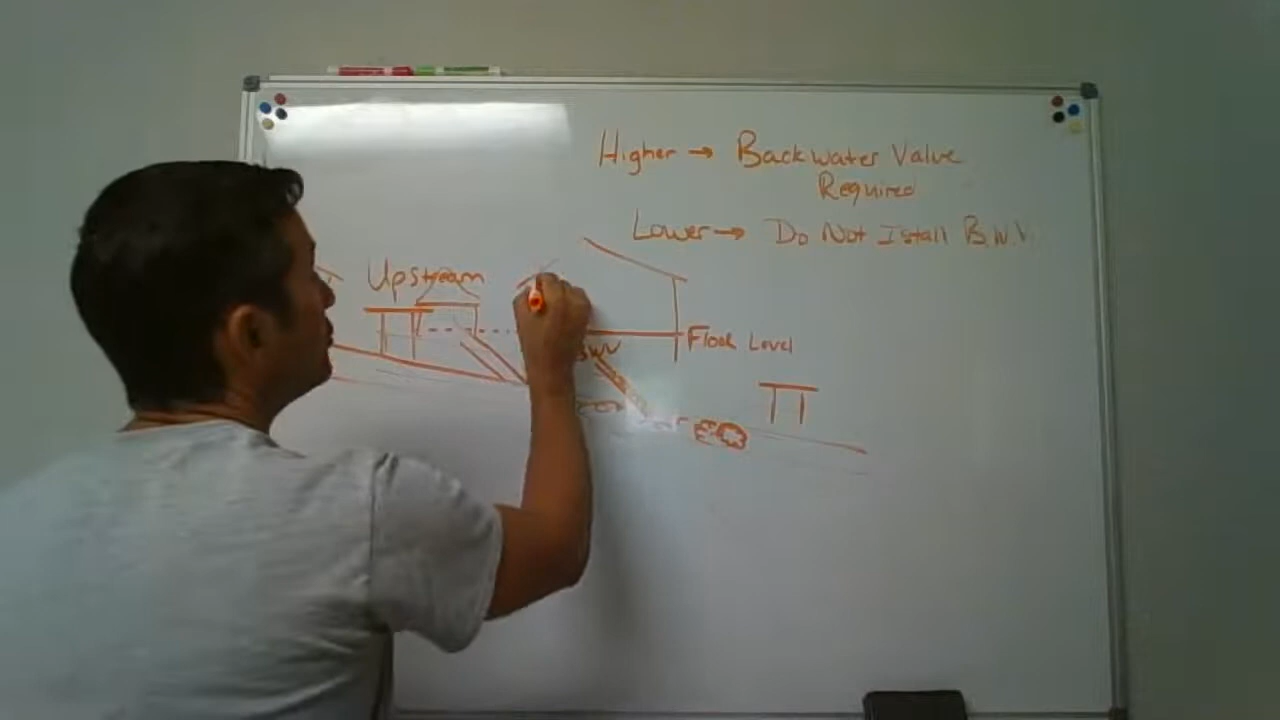 Higher → Backwater Valve
Required
Lower → Do Not Istall B.W.V.
Upstream
Floor Level
BWV